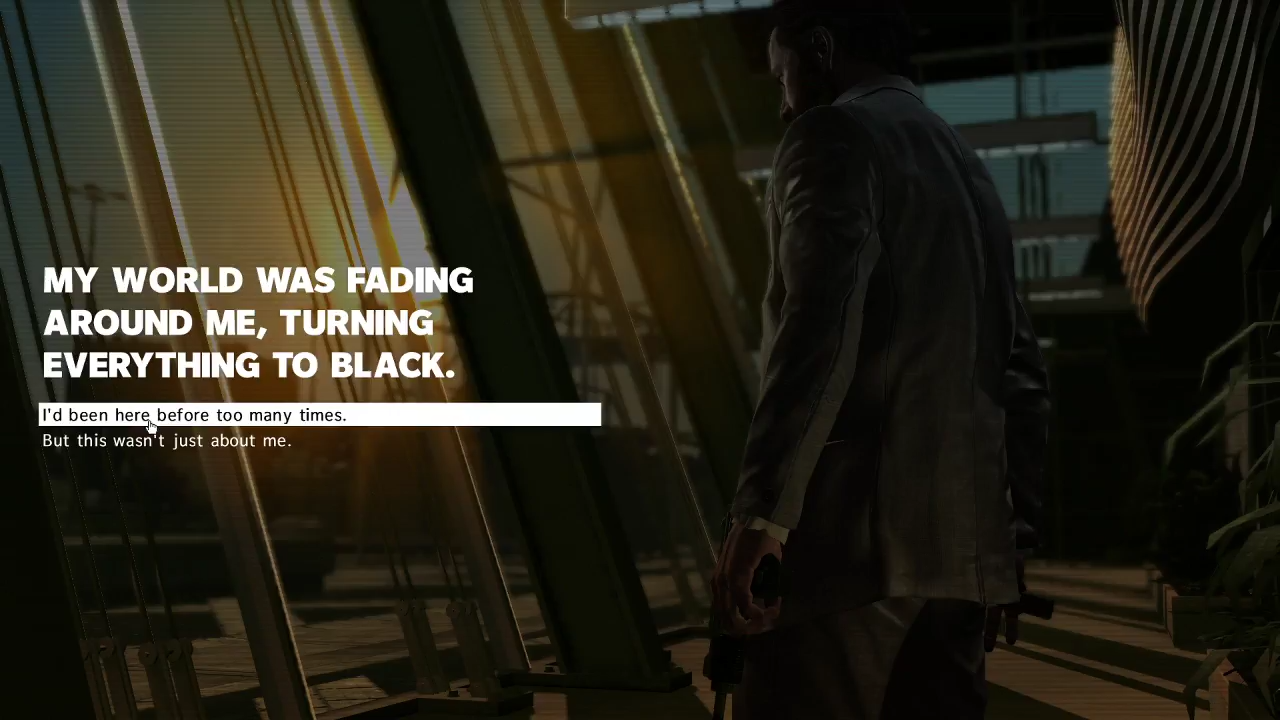 MY WORLD WAS FADING
AROUND ME, TURNING
EVERYTHING TO BLACK.
I'd been here before too many times.
But this wasn't just about me.